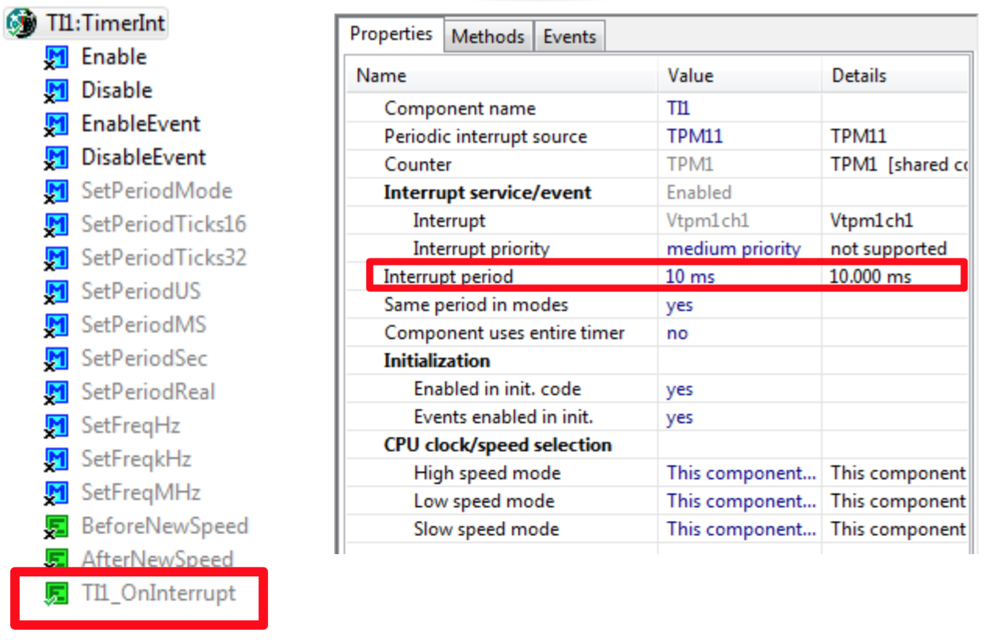 TI1:TimerInt
Enable
Disable
EnableEvent
DisableEvent
SetPeriodMode
SetPeriodTicks16
SetPeriodTicks32
SetPeriodUS
SetPeriodMS
SetPeriodSec
SetPeriodReal
SetFreqHz
SetFreqkHz
SetFreqMHz
BeforeNewSpeed
AfterNewSpeed
TI1_OnInterrupt
Properties Methods Events
Name Value Details
Component name TI1
Periodic interrupt source TPM11 TPM11
Counter TPM1 TPM1 [shared co
Interrupt service/event Enabled
Interrupt Vtpm1ch1 Vtpm1ch1
Interrupt priority medium priority not supported
Interrupt period 10 ms 10.000 ms
Same period in modes yes
Component uses entire timer no
Initialization
Enabled in init. code yes
Events enabled in init. yes
CPU clock/speed selection
High speed mode This component... This component
Low speed mode This component... This component
Slow speed mode This component... This component